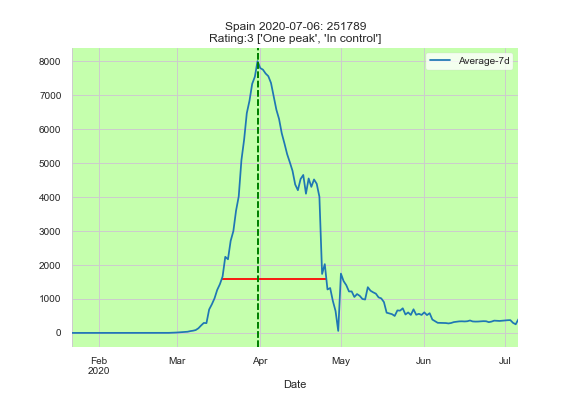 Spain 2020-07-06: 251789
Rating:3 ['One peak', 'In control']
Average-7d
8000
7000
6000
5000
4000
3000
2000
1000
0
Feb
2020
Mar
Apr
May
Jun
Jul
Date